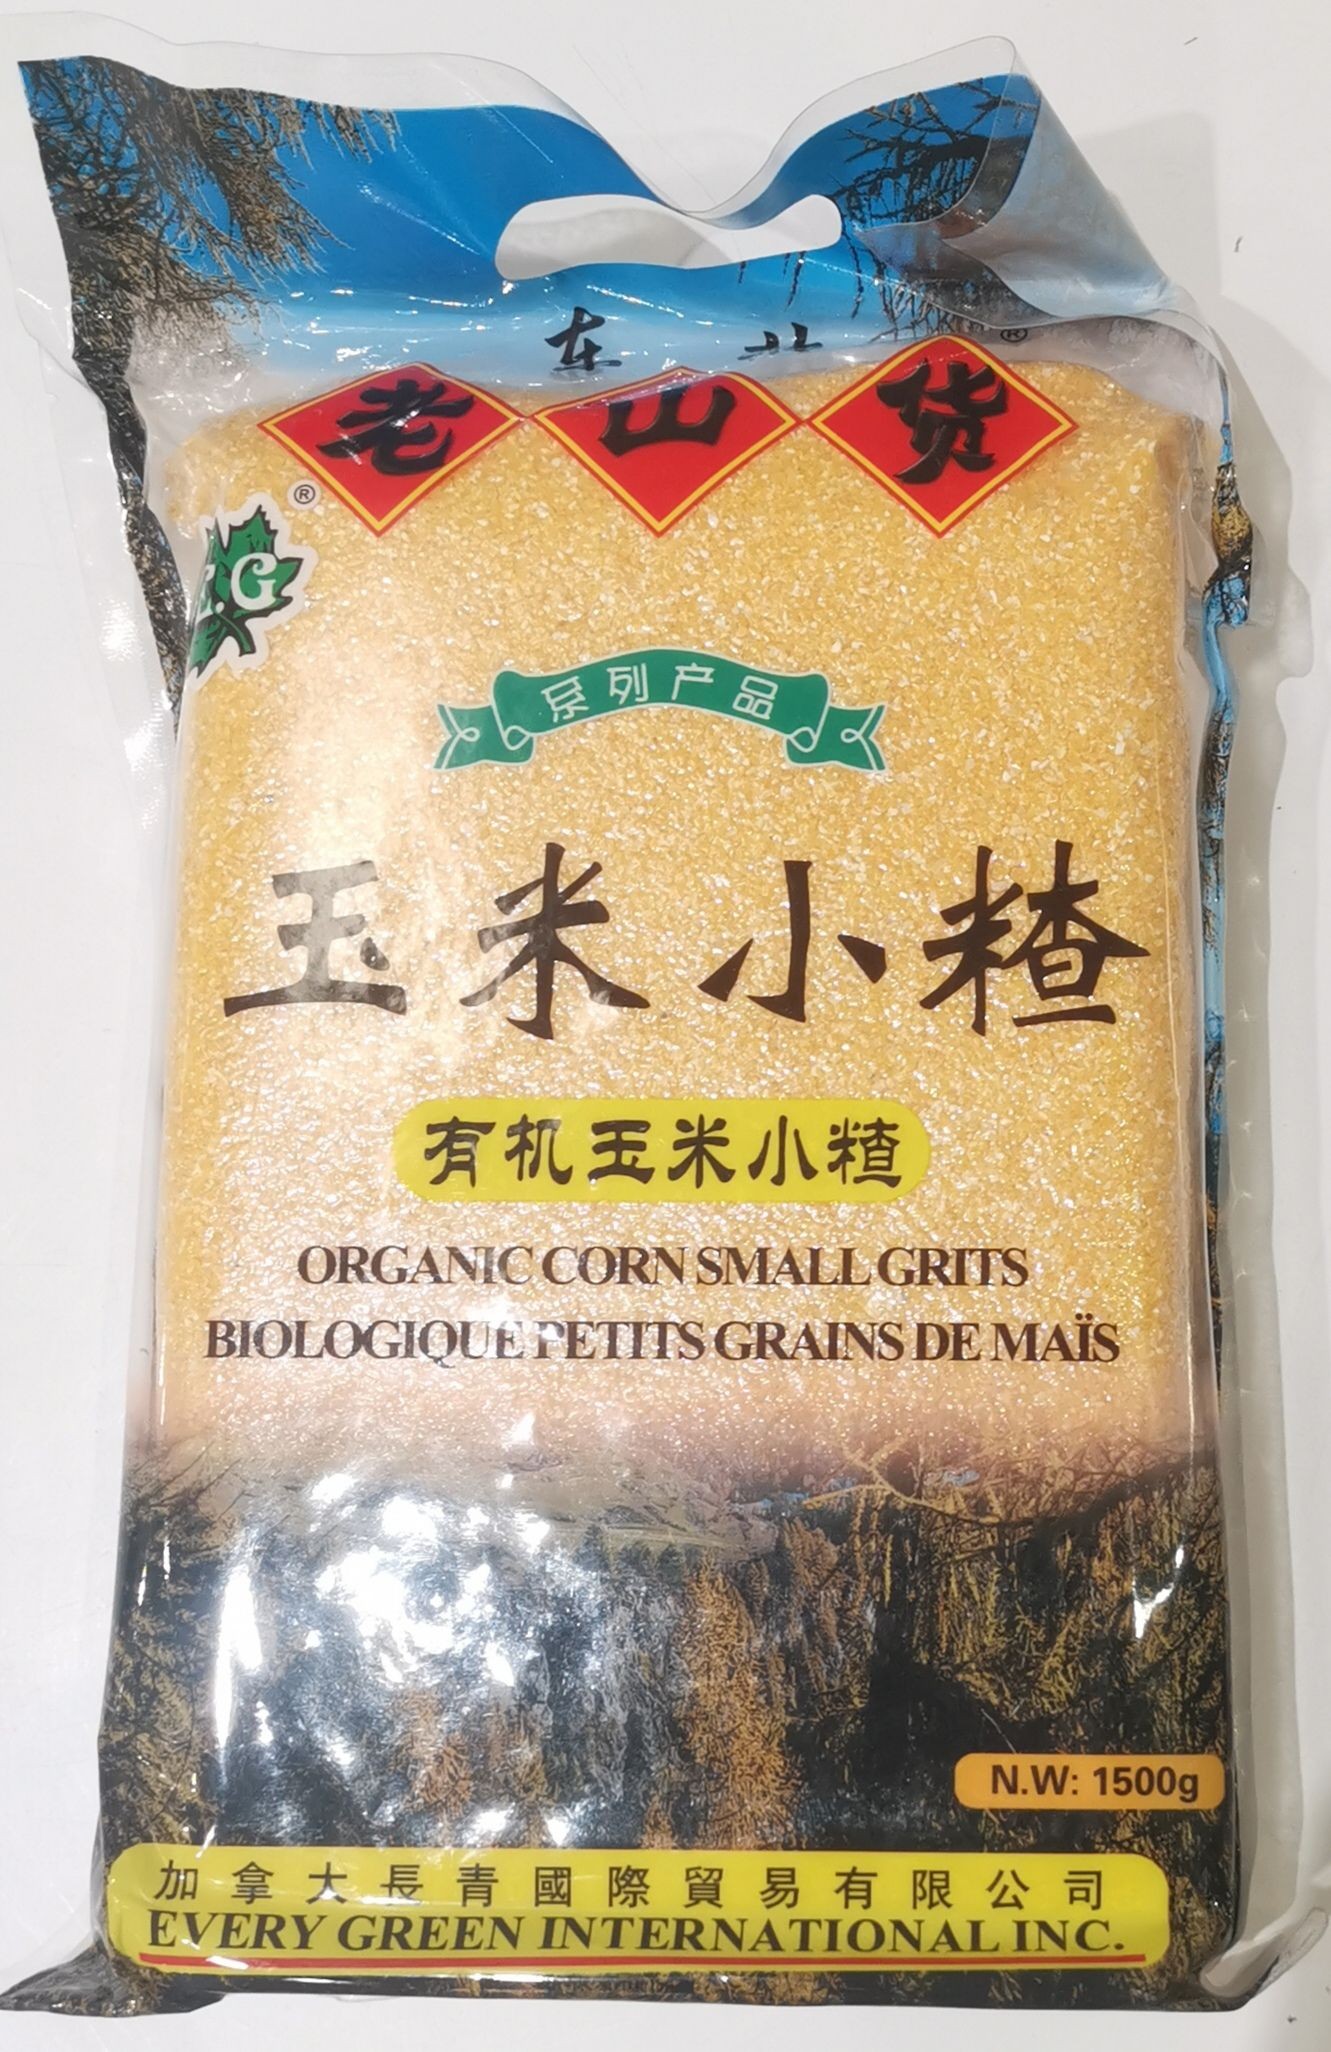 东 北
®
老山货
®
E.G
系列产品
玉米小楂
有机玉米小楂
ORGANIC CORN SMALL GRITS
BIOLOGIQUE PETITS GRAINS DE MAÏS
N.W: 1500g
加拿大長青國際貿易有限公司
EVERY GREEN INTERNATIONAL INC.